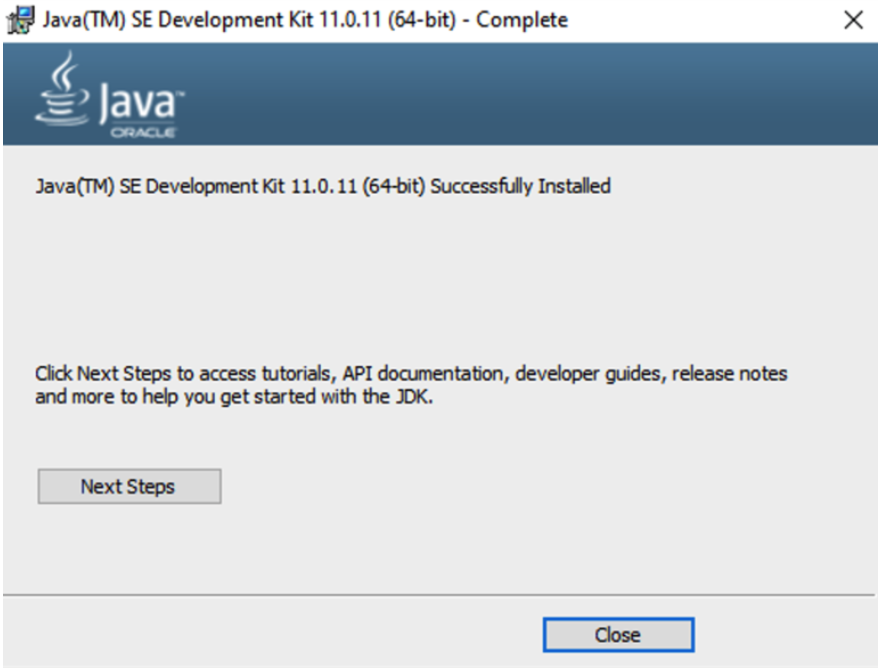 Java(TM) SE Development Kit 11.0.11 (64-bit) - Complete
Java™
ORACLE
Java(TM) SE Development Kit 11.0.11 (64-bit) Successfully Installed
Click Next Steps to access tutorials, API documentation, developer guides, release notes
and more to help you get started with the JDK.
Next Steps
Close